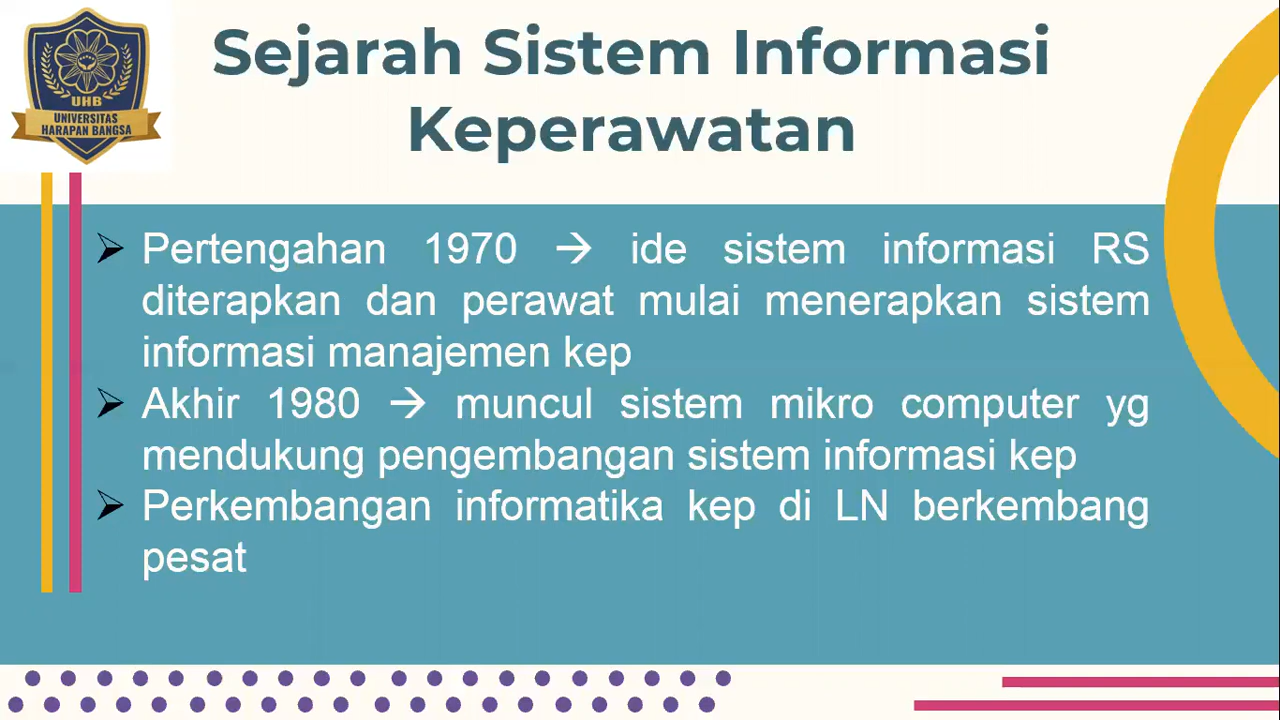 UHB
UNIVERSITAS
HARAPAN BANGSA
Sejarah Sistem Informasi
Keperawatan
Pertengahan 1970 → ide sistem informasi RS
diterapkan dan perawat mulai menerapkan sistem
informasi manajemen kep
Akhir 1980 → muncul sistem mikro computer yg
mendukung pengembangan sistem informasi kep
Perkembangan informatika kep di LN berkembang
pesat